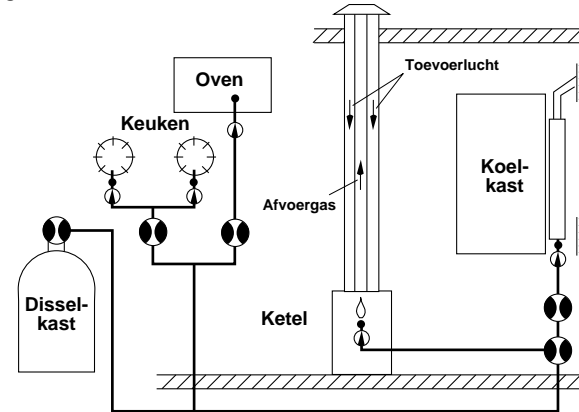 Oven
Toevoerlucht
Keuken
Koel-
kast
Afvoergas
Dissel-
kast
Ketel